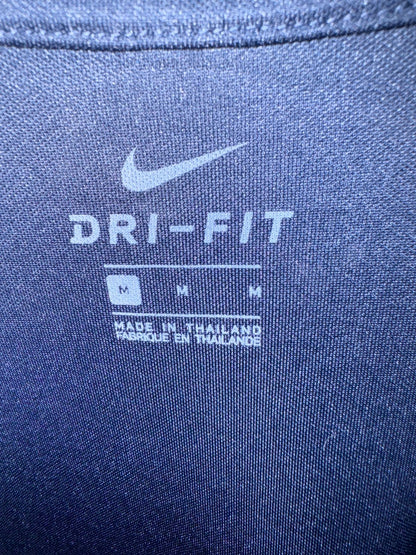 DRI-FIT
M M M
MADE IN THAILAND
FABRIQUE EN THAILANDE